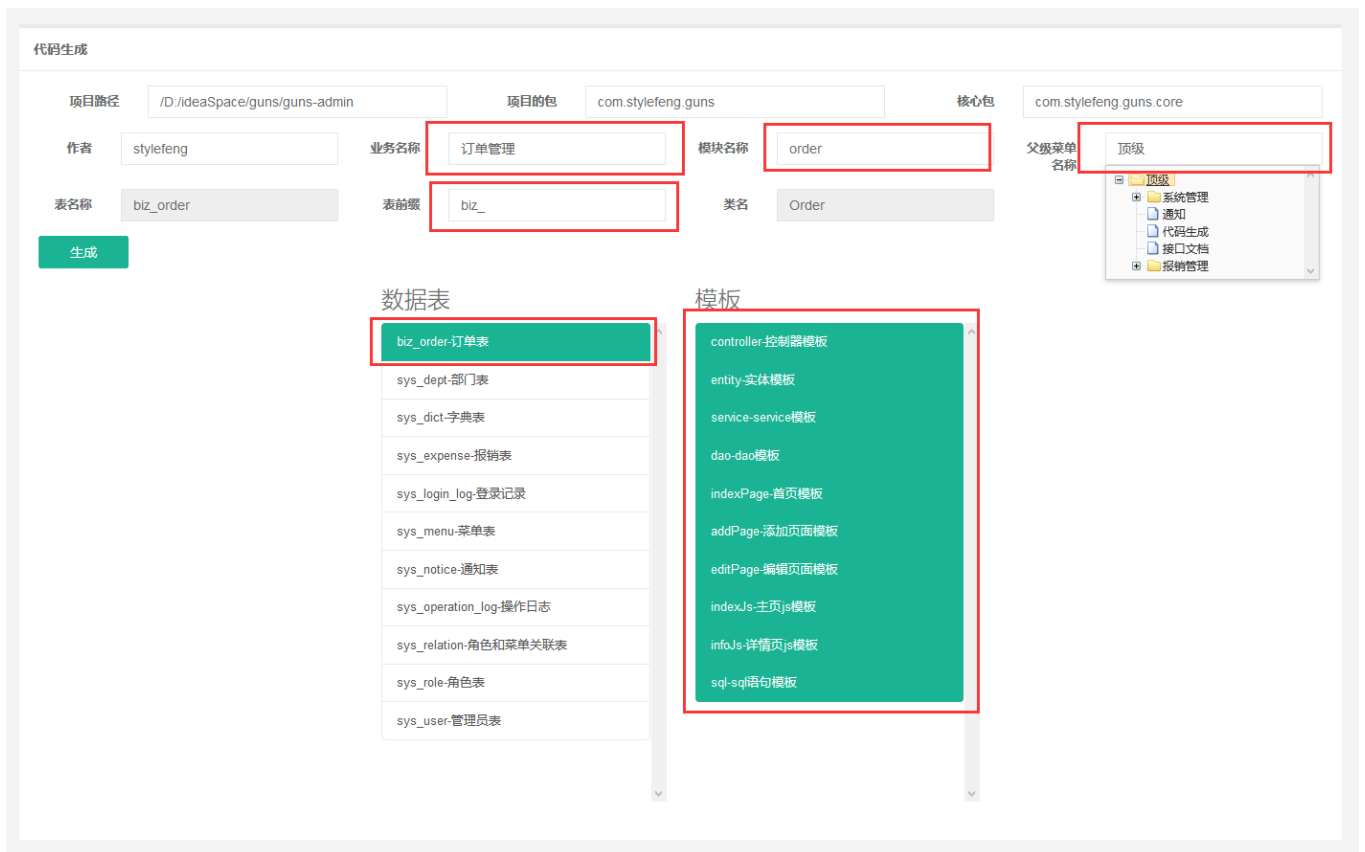 代码生成
项目路径 /D:/ideaSpace/guns/guns-admin 项目的包 com.stylefeng.guns 核心包 com.stylefeng.guns.core
作者 stylefeng 业务名称 订单管理 模块名称 order 父级菜单名称 顶级
表名称 biz_order 表前缀 biz_ 类名 Order
顶级
系统管理
通知
代码生成
接口文档
报销管理
生成
数据表
biz_order-订单表
sys_dept-部门表
sys_dict-字典表
sys_expense-报销表
sys_login_log-登录记录
sys_menu-菜单表
sys_notice-通知表
sys_operation_log-操作日志
sys_relation-角色和菜单关联表
sys_role-角色表
sys_user-管理员表
模板
controller-控制器模板
entity-实体模板
service-service模板
dao-dao模板
indexPage-首页模板
addPage-添加页面模板
editPage-编辑页面模板
indexJs-主页js模板
infoJs-详情页js模板
sql-sql语句模板